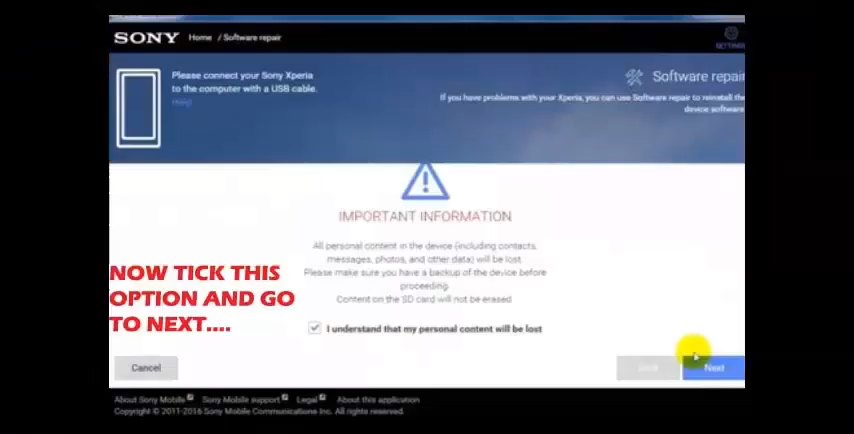 SONY Home / Software repair
SETTINGS
Please connect your Sony Xperia
to the computer with a USB cable.
Help!
Software repair
If you have problems with your Xperia, you can use Software repair to reinstall the
device software
IMPORTANT INFORMATION
All personal content in the device (including contacts,
messages, photos, and other data) will be lost
Please make sure you have a backup of the device before
proceeding.
Content on the SD card will not be erased
NOW TICK THIS
OPTION AND GO
TO NEXT....
I understand that my personal content will be lost
Cancel
Next
About Sony Mobile Sony Mobile support Legal About this application
Copyright © 2011-2016 Sony Mobile Communications Inc. All rights reserved.